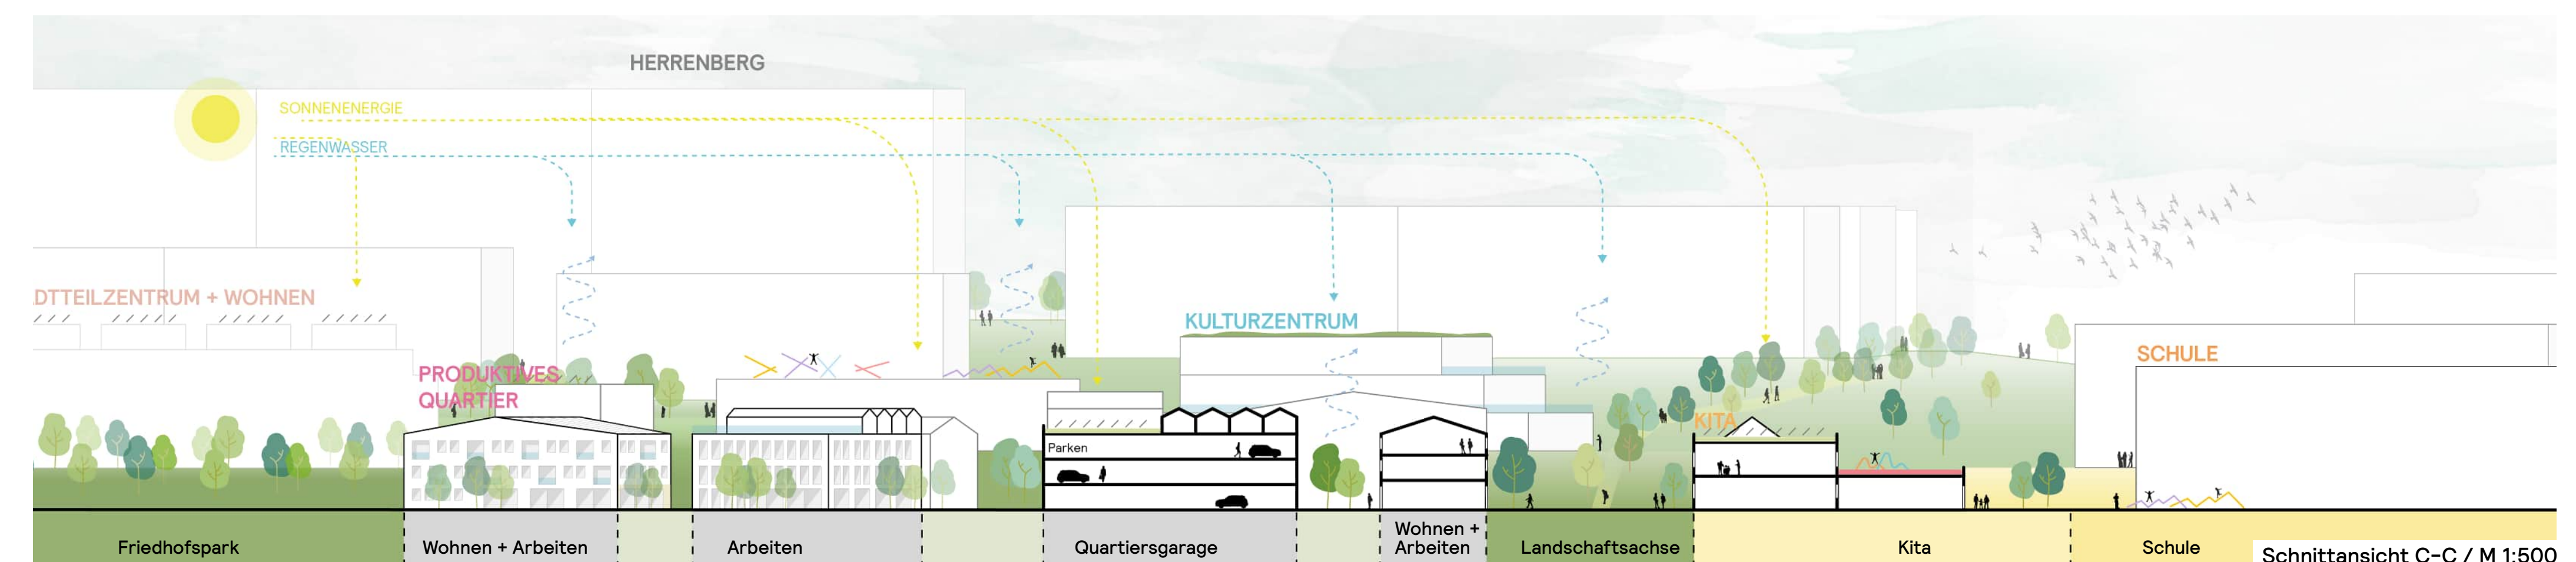 HERRENBERG
SONNENENERGIE
REGENWASSER
DTTEILZENTRUM + WOHNEN
KULTURZENTRUM
SCHULE
PRODUKTIVES
QUARTIER
KITA
Parken
Friedhofspark
Wohnen + Arbeiten
Arbeiten
Quartiersgarage
Wohnen +
Arbeiten
Landschaftsachse
Kita
Schule
Schnittansicht C-C / M 1:500